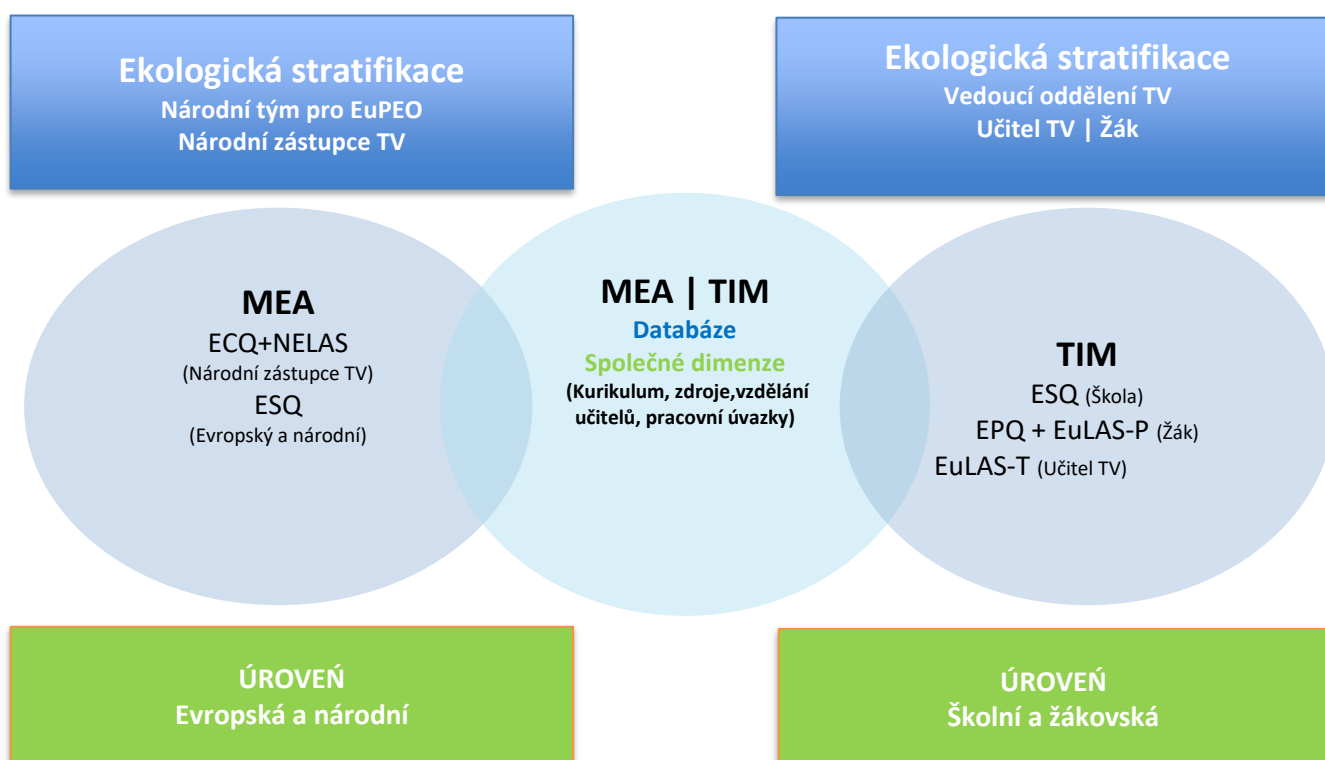 Ekologická stratifikace
Národní tým pro EuPEO
Národní zástupce TV
Ekologická stratifikace
Vedoucí oddělení TV
Učitel TV | Žák
MEA
ECQ+NELAS
(Národní zástupce TV)
ESQ
(Evropský a národní)
MEA | TIM
Databáze
Společné dimenze
(Kurikulum, zdroje,vzdělání
učitelů, pracovní úvazky)
TIM
ESQ (Škola)
EPQ + EuLAS-P (Žák)
EuLAS-T (Učitel TV)
ÚROVEŃ
Evropská a národní
ÚROVEŃ
Školní a žákovská